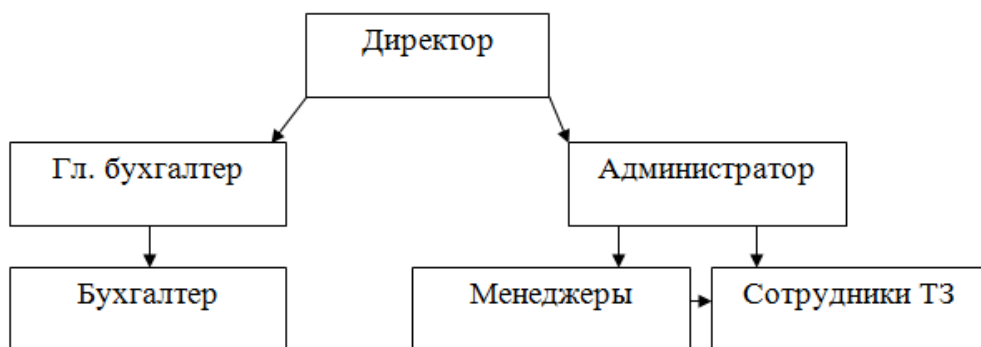 Директор
Гл. бухгалтер
Администратор
Бухгалтер
Менеджеры
Сотрудники ТЗ